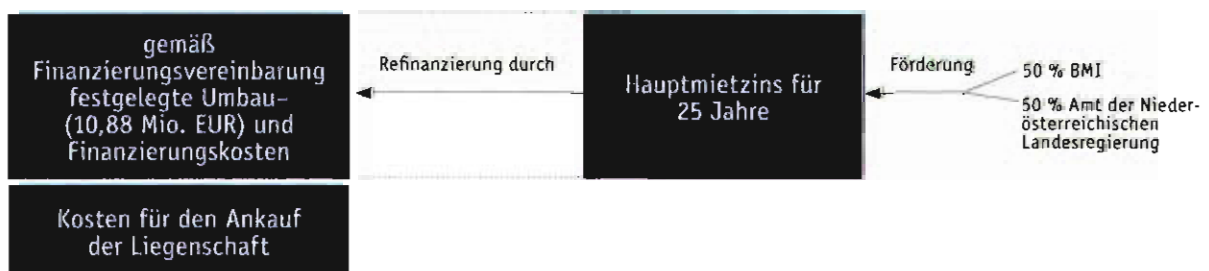 gemäß
Finanzierungsvereinbarung
festgelegte Umbau-
(10,88 Mio. EUR) und
Finanzierungskosten
Refinanzierung durch
Hauptmietzins für
25 Jahre
Förderung
50 % BMI
50 % Amt der Nieder-
österreichischen
Landesregierung
Kosten für den Ankauf
der Liegenschaft